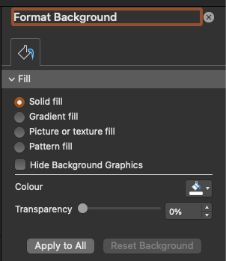 Format Background
Fill
Solid fill
Gradient fill
Picture or texture fill
Pattern fill
Hide Background Graphics
Colour
Transparency 0%
Apply to All Reset Background